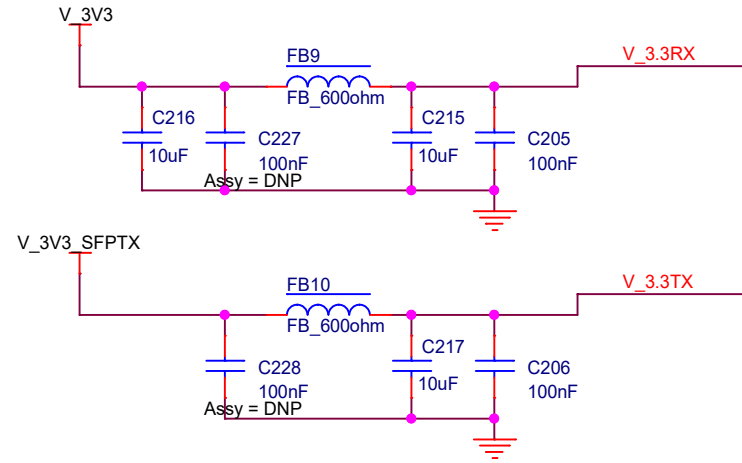 V_3V3
FB9
V_3.3RX
FB_600ohm
C216
10uF
C227
100nF
Assy = DNP
C215
10uF
C205
100nF
V_3V3_SFPTX
FB10
V_3.3TX
FB_600ohm
C228
100nF
Assy = DNP
C217
10uF
C206
100nF